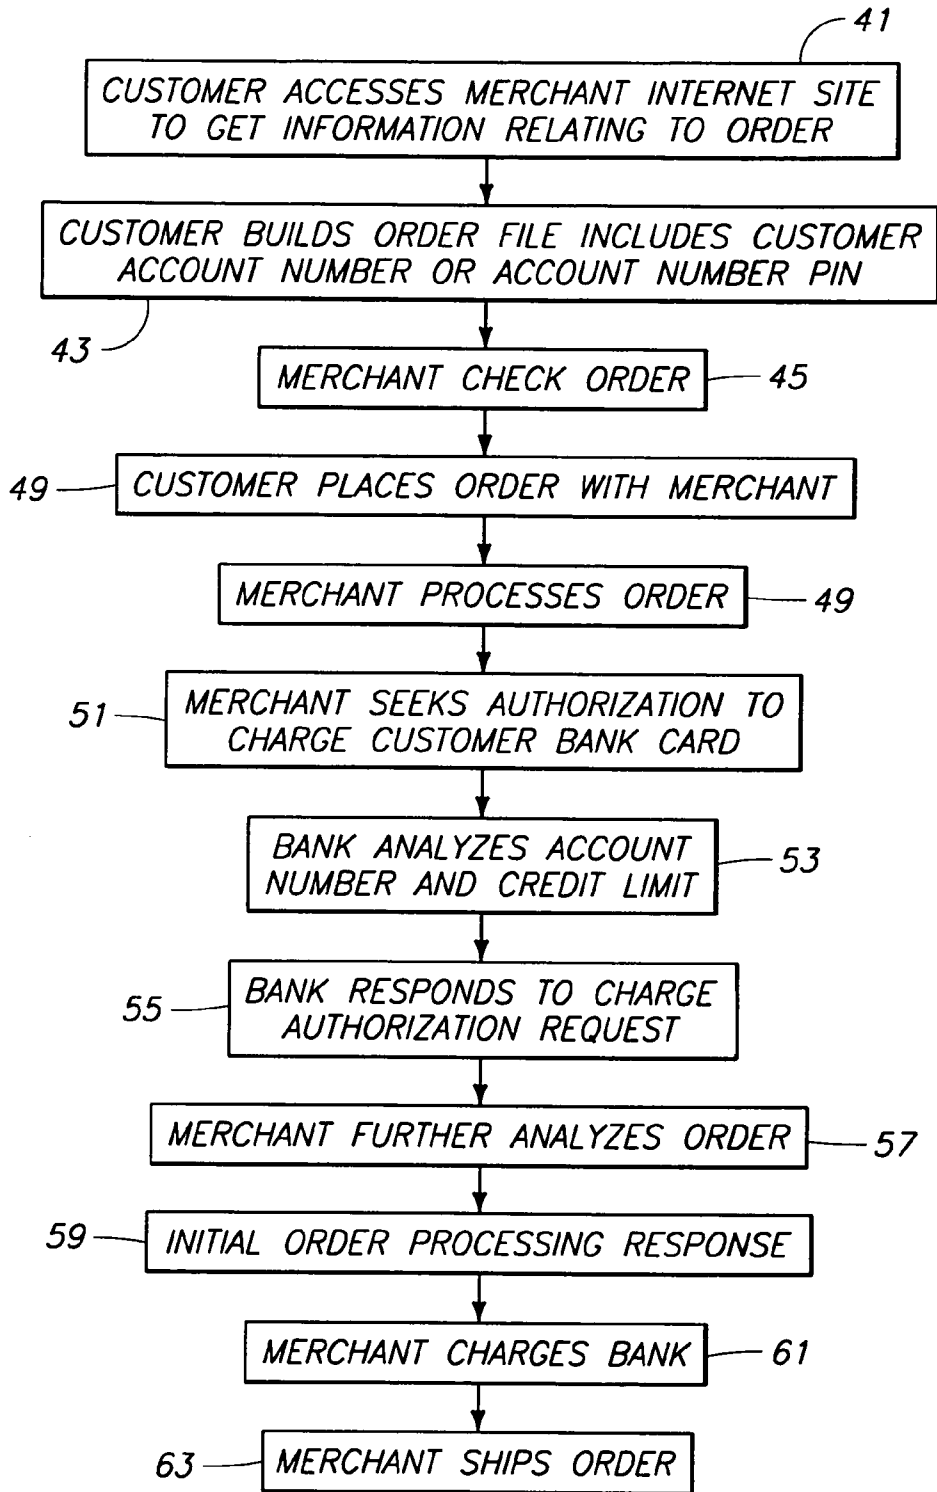 41
CUSTOMER ACCESSES MERCHANT INTERNET SITE
TO GET INFORMATION RELATING TO ORDER
CUSTOMER BUILDS ORDER FILE INCLUDES CUSTOMER
ACCOUNT NUMBER OR ACCOUNT NUMBER PIN
43
MERCHANT CHECK ORDER
45
49
CUSTOMER PLACES ORDER WITH MERCHANT
MERCHANT PROCESSES ORDER
49
51
MERCHANT SEEKS AUTHORIZATION TO
CHARGE CUSTOMER BANK CARD
BANK ANALYZES ACCOUNT
NUMBER AND CREDIT LIMIT
53
55
BANK RESPONDS TO CHARGE
AUTHORIZATION REQUEST
MERCHANT FURTHER ANALYZES ORDER
57
59
INITIAL ORDER PROCESSING RESPONSE
MERCHANT CHARGES BANK
61
63
MERCHANT SHIPS ORDER